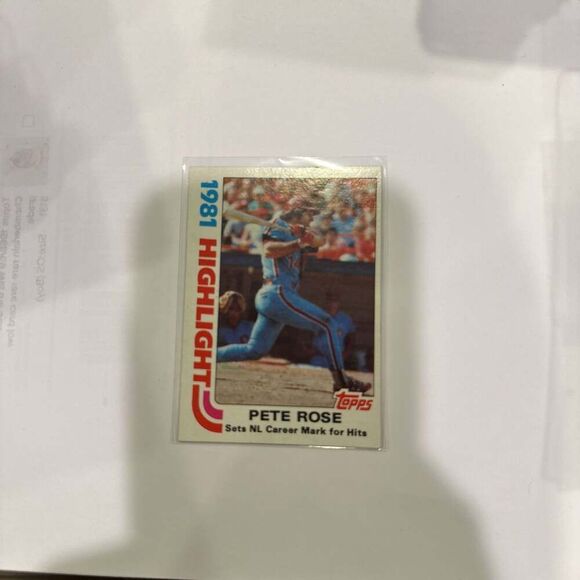 1981 HIGHLIGHT
topps
PETE ROSE
Sets NL Career Mark for Hits